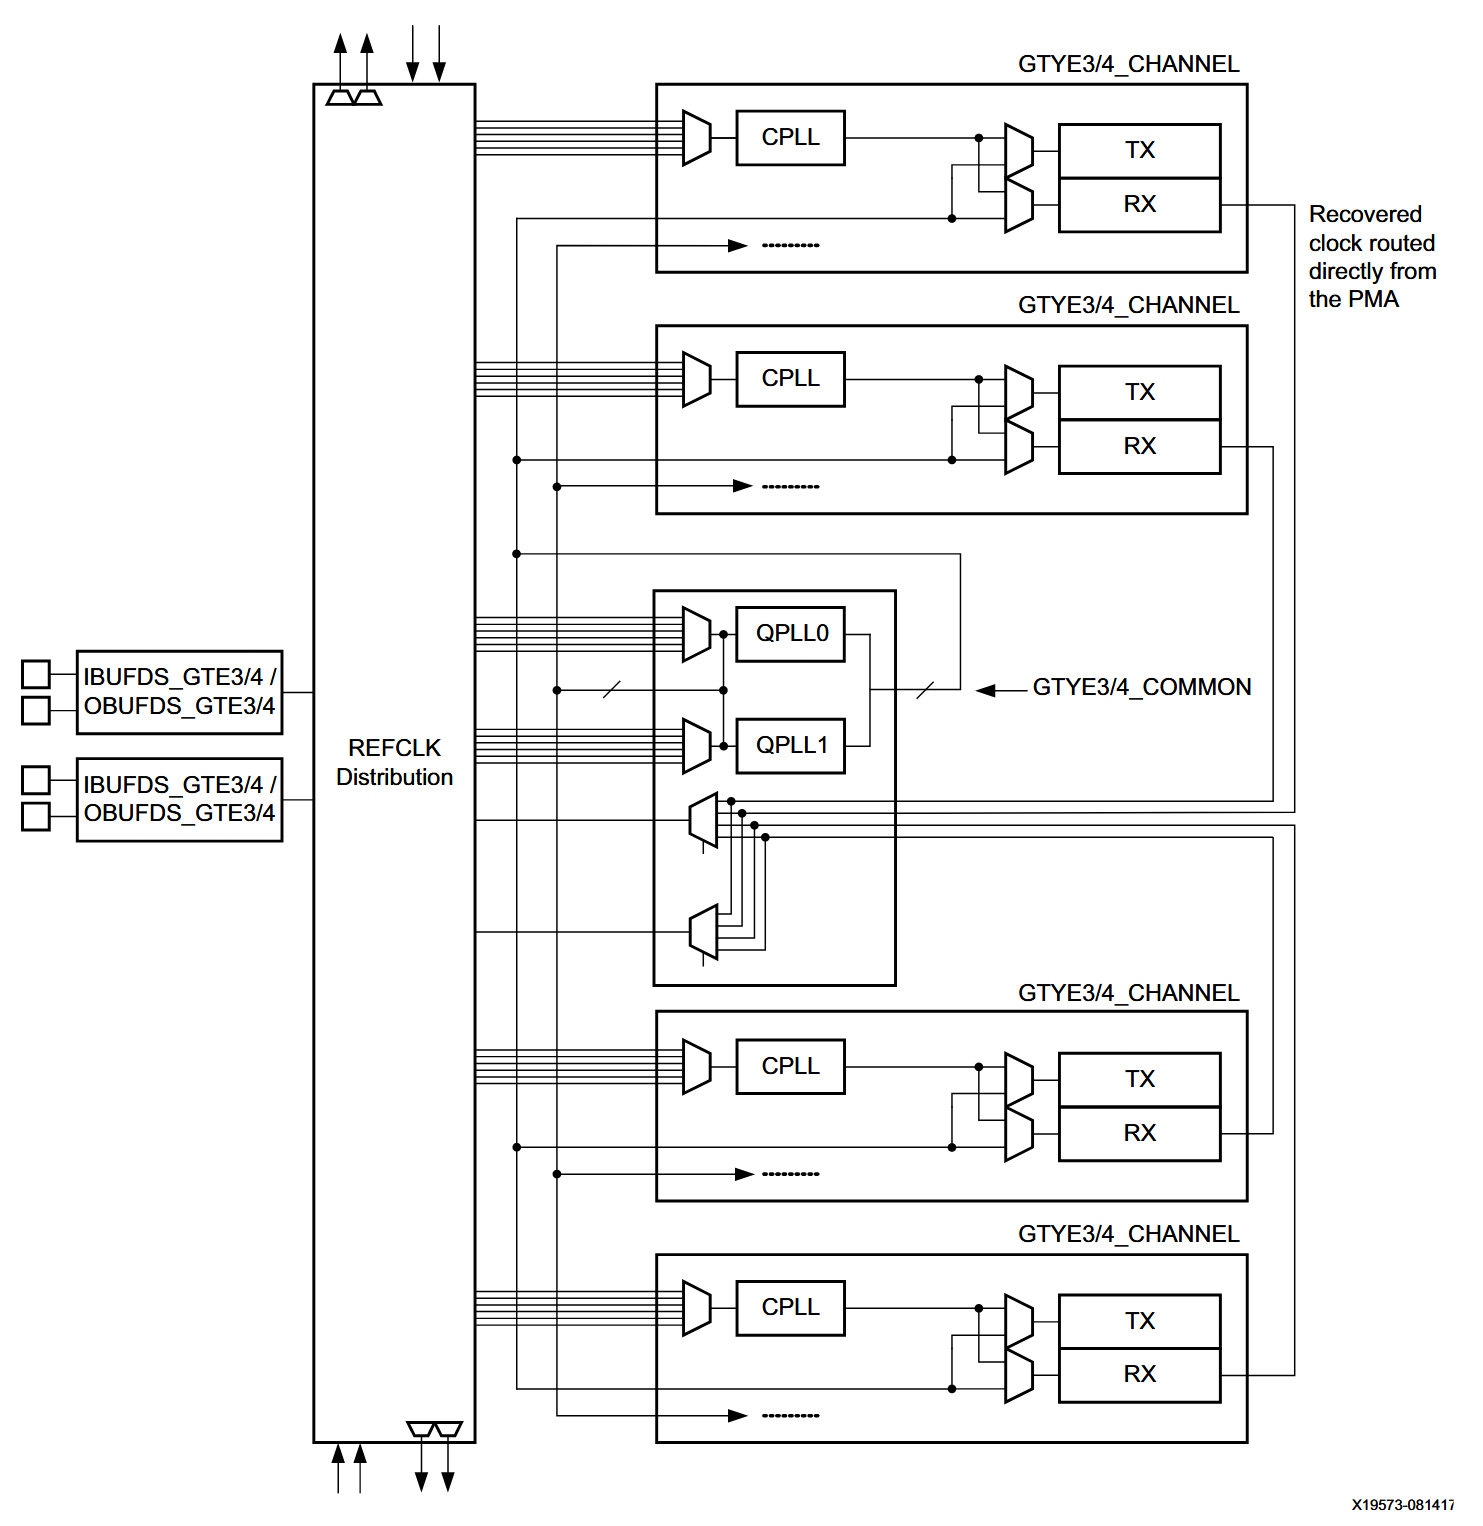 GTYE3/4_CHANNEL
CPLL
TX
RX
Recovered
clock routed
directly from
the PMA
GTYE3/4_CHANNEL
CPLL
TX
RX
QPLL0
GTYE3/4_COMMON
QPLL1
IBUFDS_GTE3/4 /
OBUFDS_GTE3/4
IBUFDS_GTE3/4 /
OBUFDS_GTE3/4
REFCLK
Distribution
GTYE3/4_CHANNEL
CPLL
TX
RX
GTYE3/4_CHANNEL
CPLL
TX
RX
X19573-081417